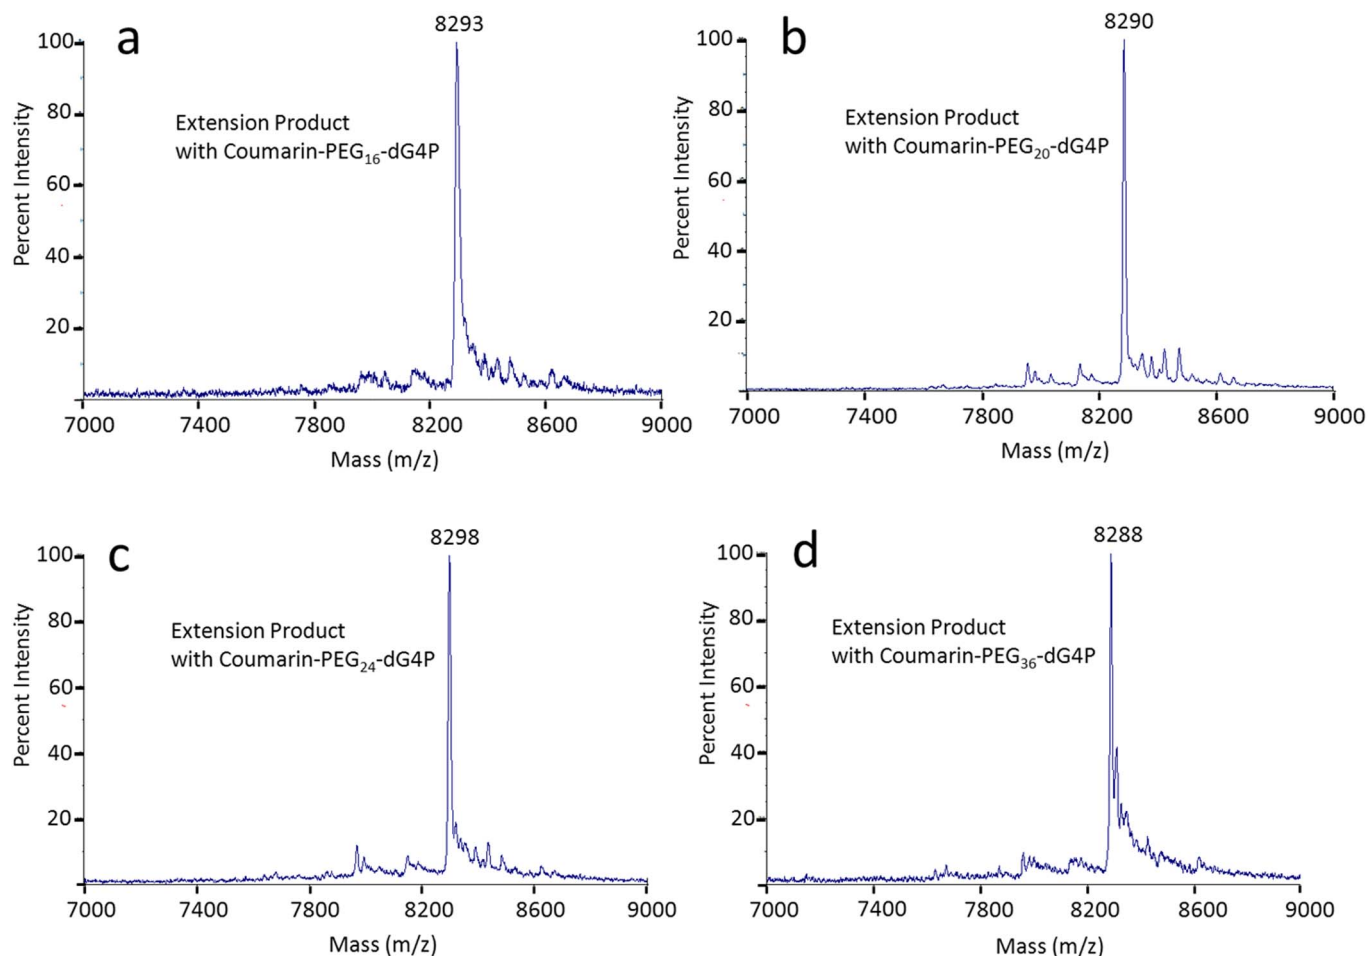 a
8293
100
80
60
40
20
Percent Intensity
Extension Product
with Coumarin-PEG16-dG4P
7000 7400 7800 8200 8600 9000
Mass (m/z)
b
8290
100
80
60
40
20
Percent Intensity
Extension Product
with Coumarin-PEG20-dG4P
7000 7400 7800 8200 8600 9000
Mass (m/z)
c
8298
100
80
60
40
20
Percent Intensity
Extension Product
with Coumarin-PEG24-dG4P
7000 7400 7800 8200 8600 9000
Mass (m/z)
d
8288
100
80
60
40
20
Percent Intensity
Extension Product
with Coumarin-PEG36-dG4P
7000 7400 7800 8200 8600 9000
Mass (m/z)